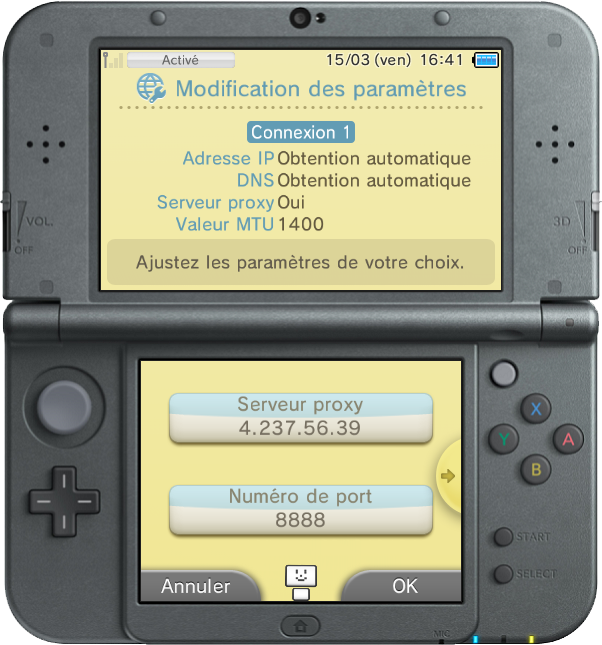 Activé 15/03 (ven) 16:41
Modification des paramètres
Connexion 1
Adresse IP Obtention automatique
DNS Obtention automatique
Serveur proxy Oui
Valeur MTU 1400
Ajustez les paramètres de votre choix.
VOL.
OFF
3D
OFF
Serveur proxy
4.237.56.39
Numéro de port
8888
Annuler
OK
X
Y
A
B
START
SELECT
MIC